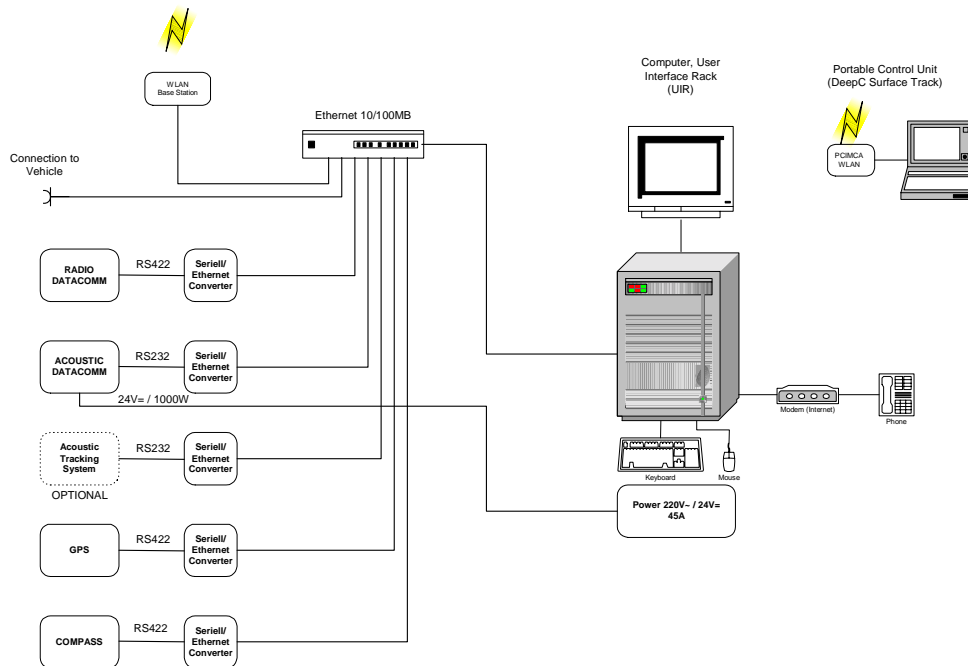 WLAN
Base Station
Ethernet 10/100MB
Computer, User
Interface Rack
(UIR)
Portable Control Unit
(DeepC Surface Track)
PCIMCA
WLAN
Connection to
Vehicle
RADIO
DATACOMM
RS422
Seriell/
Ethernet
Converter
ACOUSTIC
DATACOMM
RS232
Seriell/
Ethernet
Converter
24V= / 1000W
Modem (Internet)
Phone
Acoustic
Tracking
System
RS232
Seriell/
Ethernet
Converter
OPTIONAL
Keyboard
Mouse
Power 220V~ / 24V=
45A
GPS
RS422
Seriell/
Ethernet
Converter
COMPASS
RS422
Seriell/
Ethernet
Converter